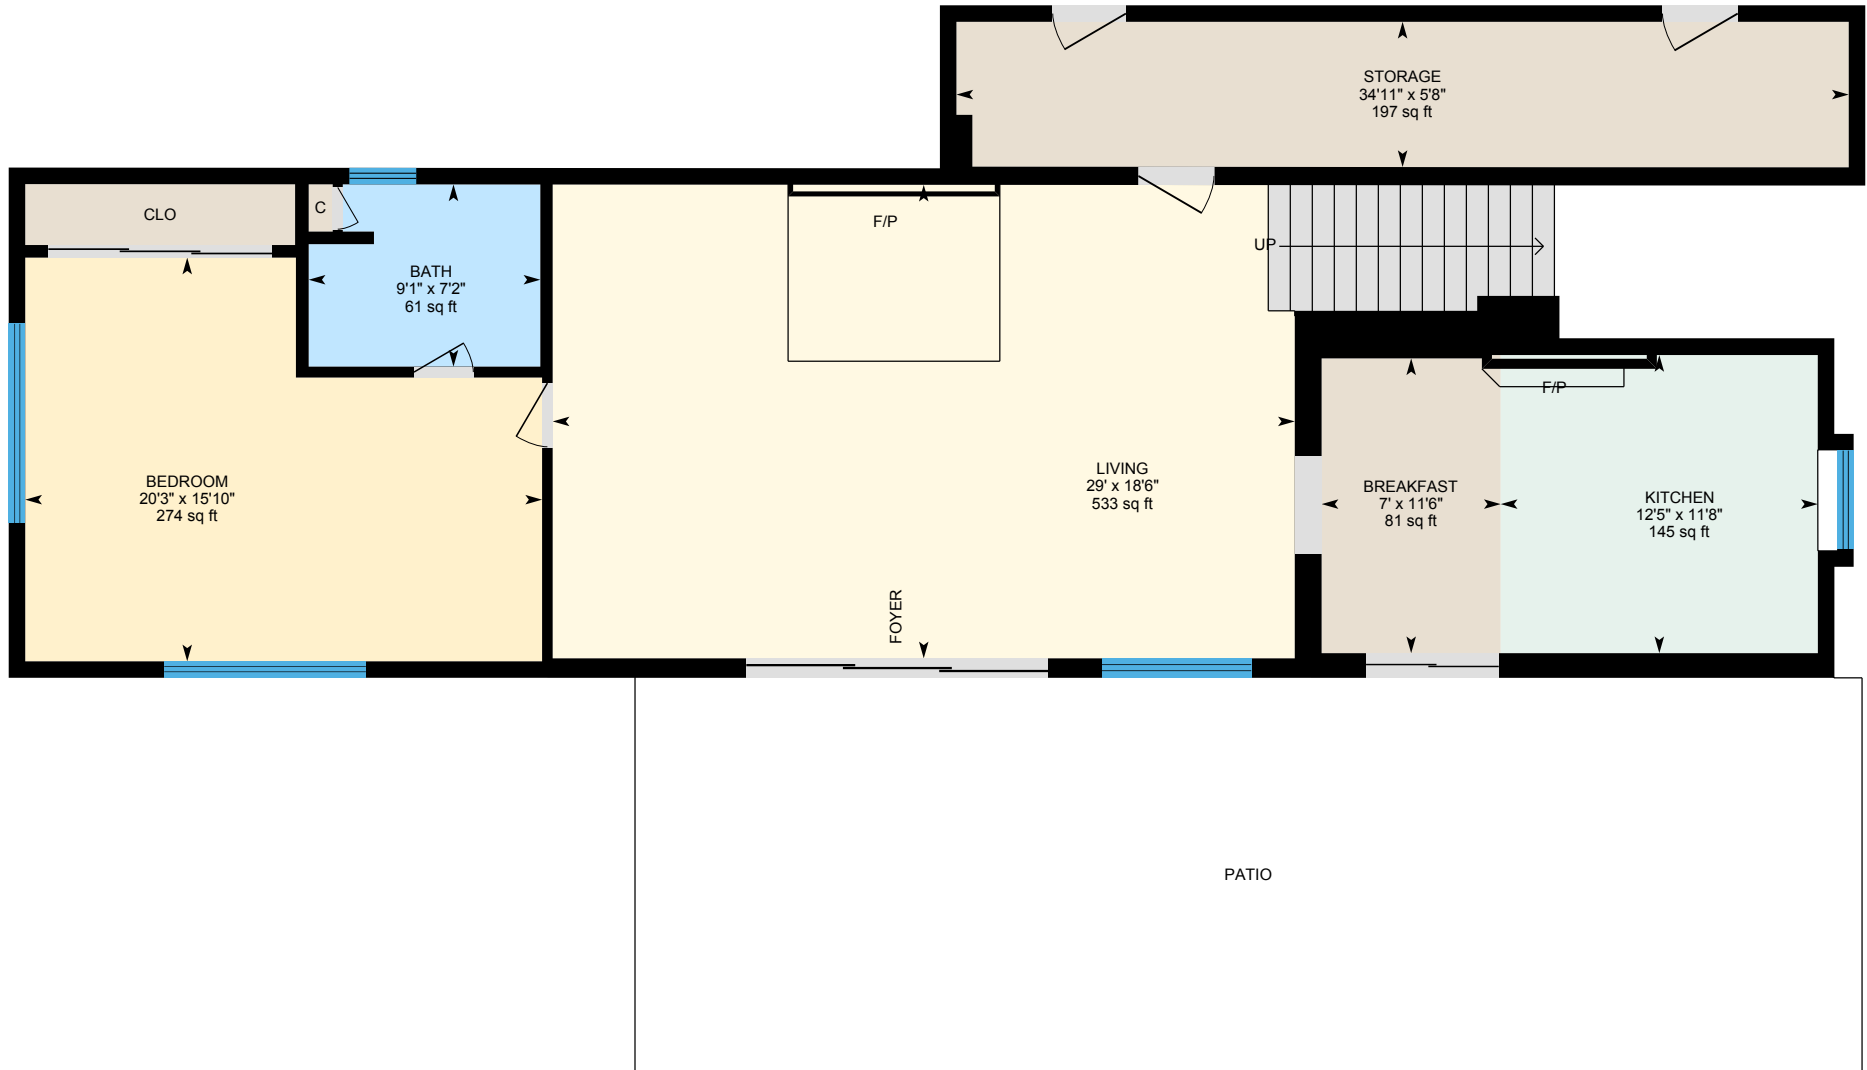 STORAGE
34'11" x 5'8"
197 sq ft
CLO
C
F/P
UP
BATH
9'1" x 7'2"
61 sq ft
F/P
BEDROOM
20'3" x 15'10"
274 sq ft
LIVING
29' x 18'6"
533 sq ft
BREAKFAST
7' x 11'6"
81 sq ft
KITCHEN
12'5" x 11'8"
145 sq ft
FOYER
PATIO